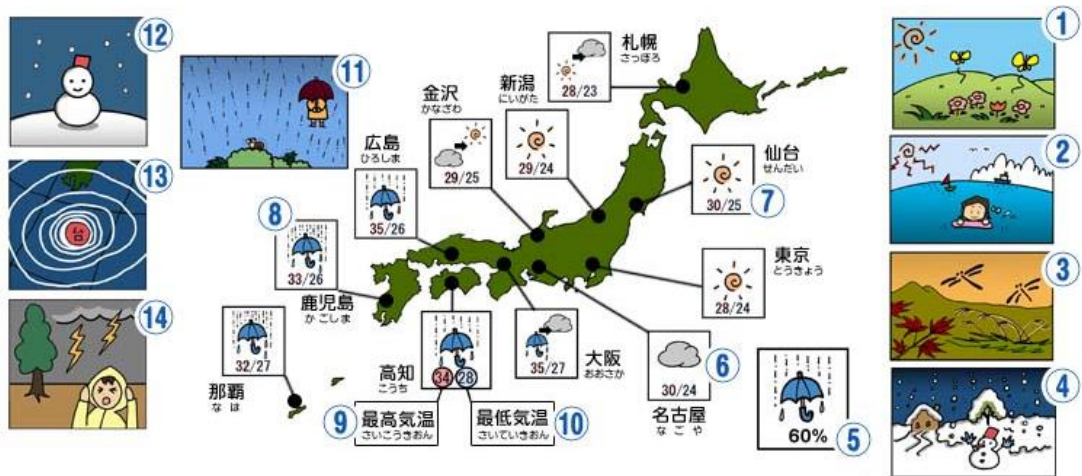 ⑫
⑪
札幌
さっぽろ
28/23
①
新潟
にいがた
29/24
金沢
かなざわ
29/25
広島
ひろしま
35/26
仙台
せんだい
30/25
⑦
②
⑬
台
⑧
33/26
鹿児島
かごしま
東京
とうきょう
28/24
③
⑭
32/27
那覇
なは
高知
こうち
34 28
35/27
大阪
おおさか
⑥
30/24
名古屋
なごや
60%
⑤
④
⑨
最高気温
さいこうきおん
最低気温
さいていきおん
⑩